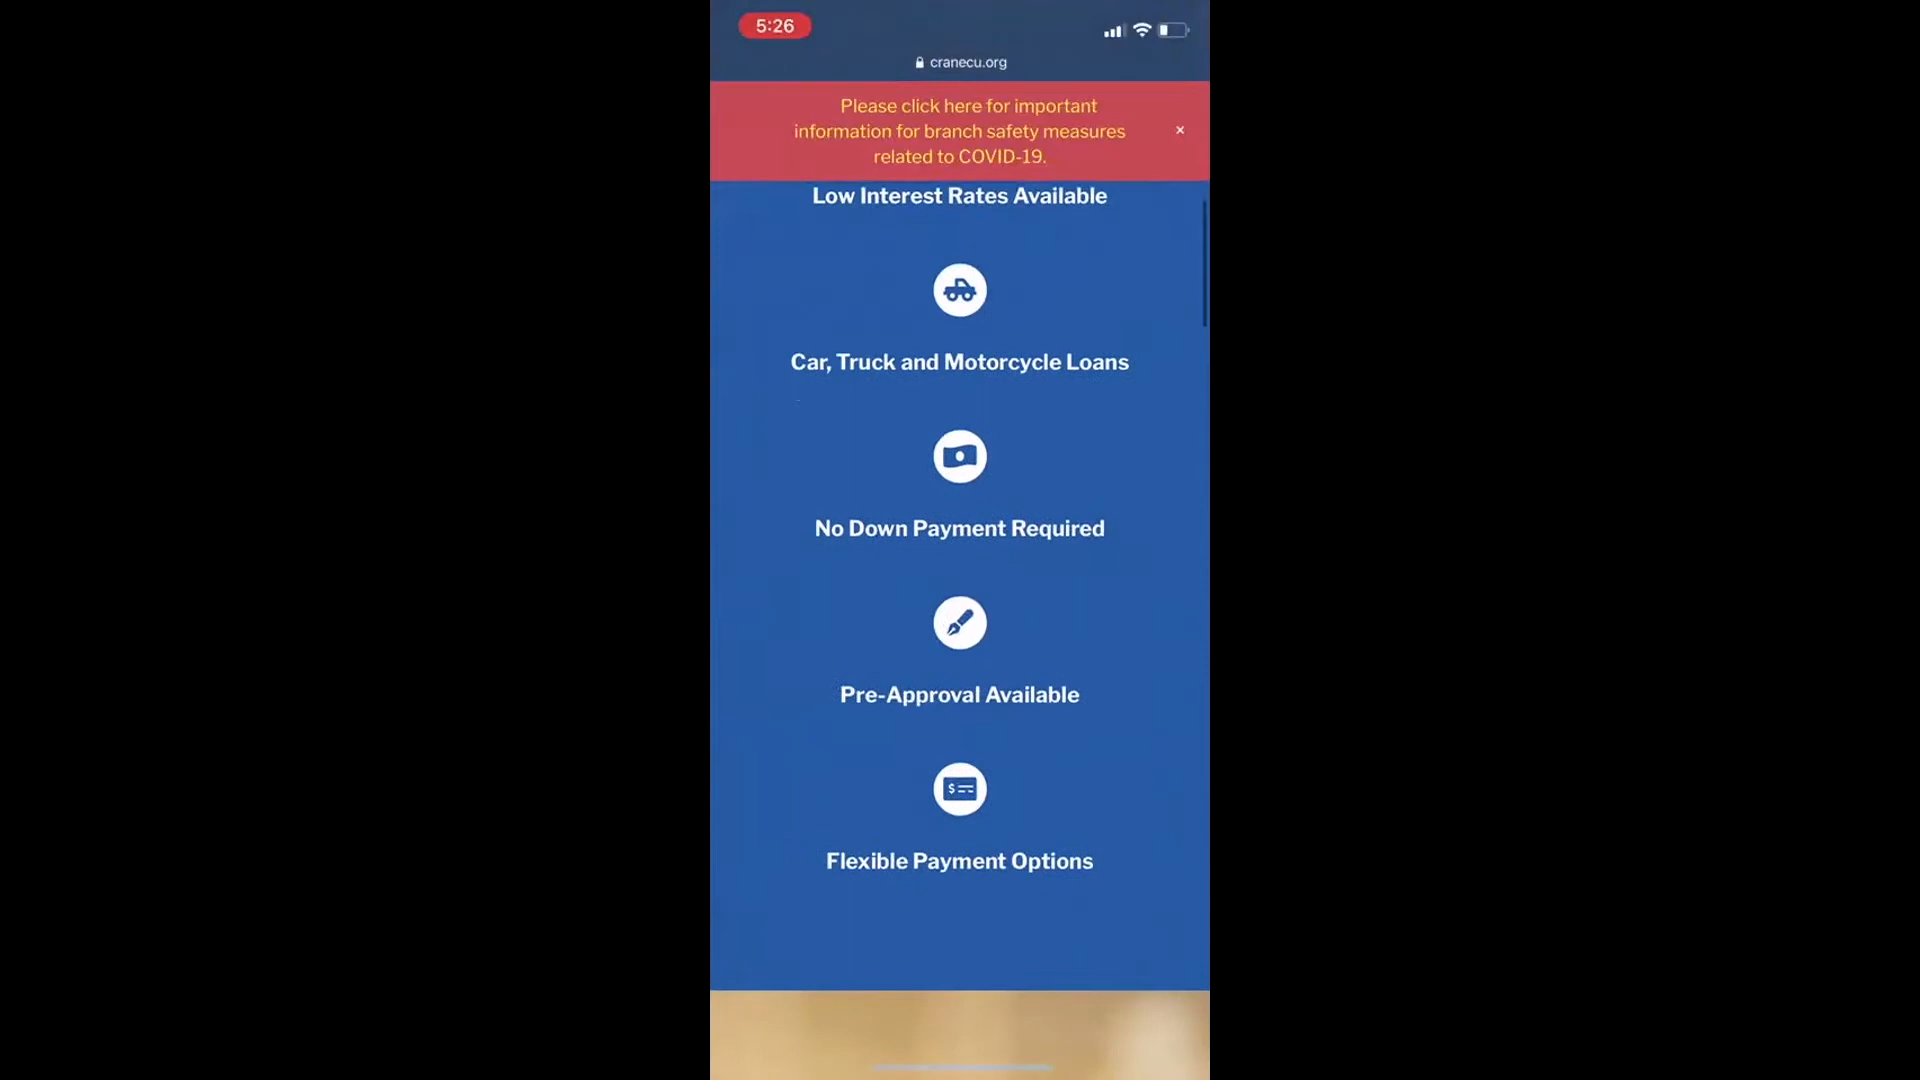 5:26
cranecu.org
Please click here for important
information for branch safety measures
related to COVID-19.
×
Low Interest Rates Available
Car, Truck and Motorcycle Loans
No Down Payment Required
Pre-Approval Available
$
Flexible Payment Options